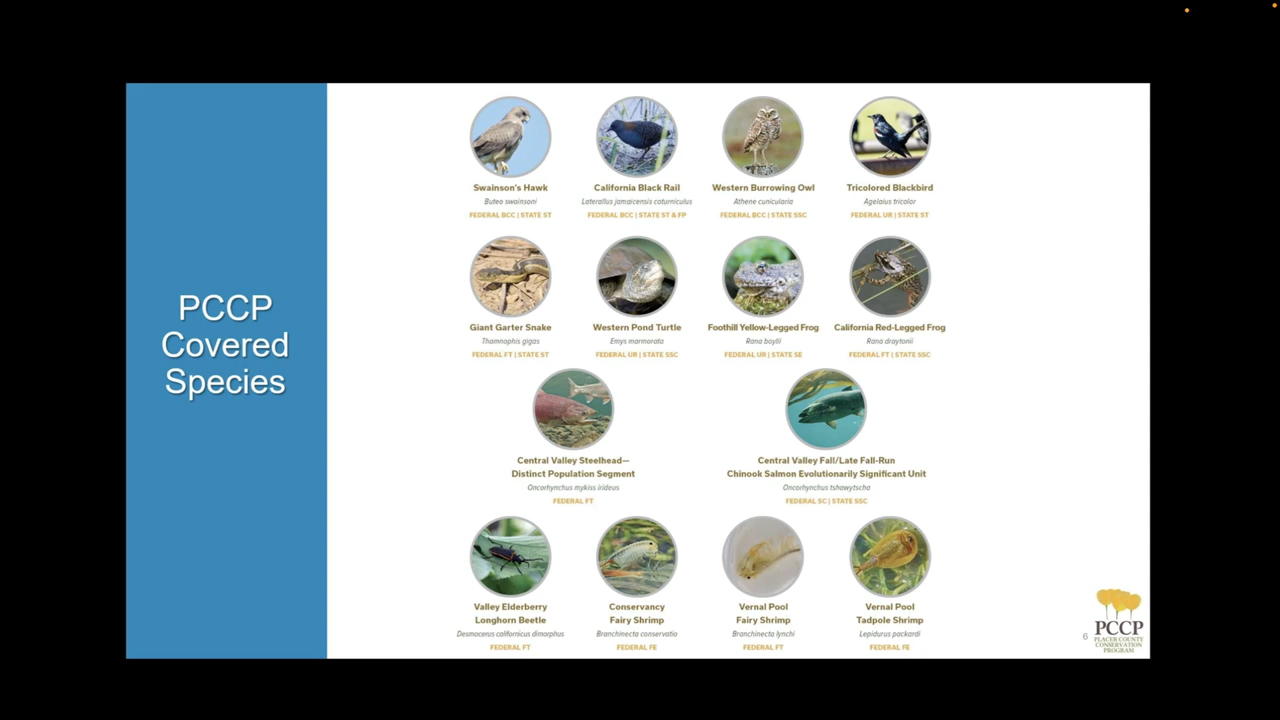 PCCP
Covered
Species
Swainson's Hawk
Buteo swainsoni
FEDERAL BCC | STATE ST
California Black Rail
Laterallus jamaicensis coturniculus
FEDERAL BCC | STATE ST & FP
Western Burrowing Owl
Athene cunicularia
FEDERAL BCC | STATE SSC
Tricolored Blackbird
Agelaius tricolor
FEDERAL UR | STATE ST
Giant Garter Snake
Thamnophis gigas
FEDERAL FT | STATE ST
Western Pond Turtle
Emys marmorata
FEDERAL UR | STATE SSC
Foothill Yellow-Legged Frog
Rana boylii
FEDERAL UR | STATE SE
California Red-Legged Frog
Rana draytonii
FEDERAL FT | STATE SSC
Central Valley Steelhead—
Distinct Population Segment
Oncorhynchus mykiss irideus
FEDERAL FT
Central Valley Fall/Late Fall-Run
Chinook Salmon Evolutionarily Significant Unit
Oncorhynchus tshawytscha
FEDERAL SC | STATE SSC
Valley Elderberry
Longhorn Beetle
Desmocerus californicus dimorphus
FEDERAL FT
Conservancy
Fairy Shrimp
Branchinecta conservatio
FEDERAL FE
Vernal Pool
Fairy Shrimp
Branchinecta lynchi
FEDERAL FT
Vernal Pool
Tadpole Shrimp
Lepidurus packardi
FEDERAL FE
6
PCCP
PLACER COUNTY
CONSERVATION
PROGRAM